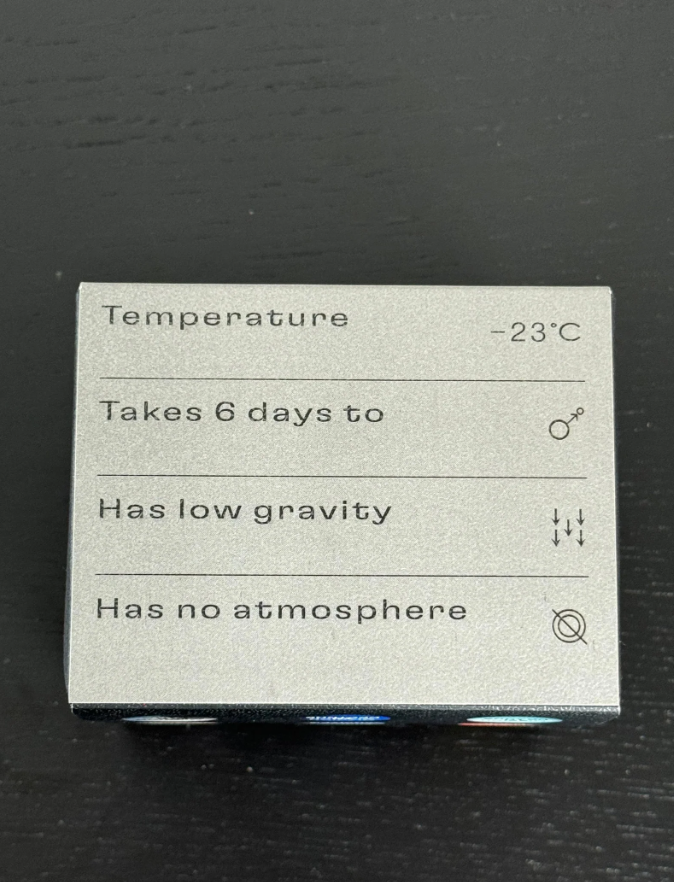 Temperature
-23°C
Takes 6 days to
Has low gravity
Has no atmosphere